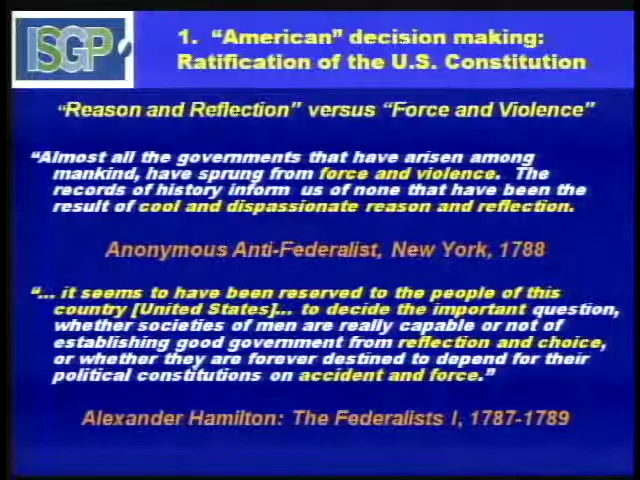 ISGP
1. “American” decision making:
Ratification of the U.S. Constitution
“Reason and Reflection” versus “Force and Violence”
“Almost all the governments that have arisen among
mankind, have sprung from force and violence. The
records of history inform us of none that have been the
result of cool and dispassionate reason and reflection.
Anonymous Anti-Federalist, New York, 1788
“... it seems to have been reserved to the people of this
country [United States]... to decide the important question,
whether societies of men are really capable or not of
establishing good government from reflection and choice,
or whether they are forever destined to depend for their
political constitutions on accident and force.”
Alexander Hamilton: The Federalists I, 1787-1789